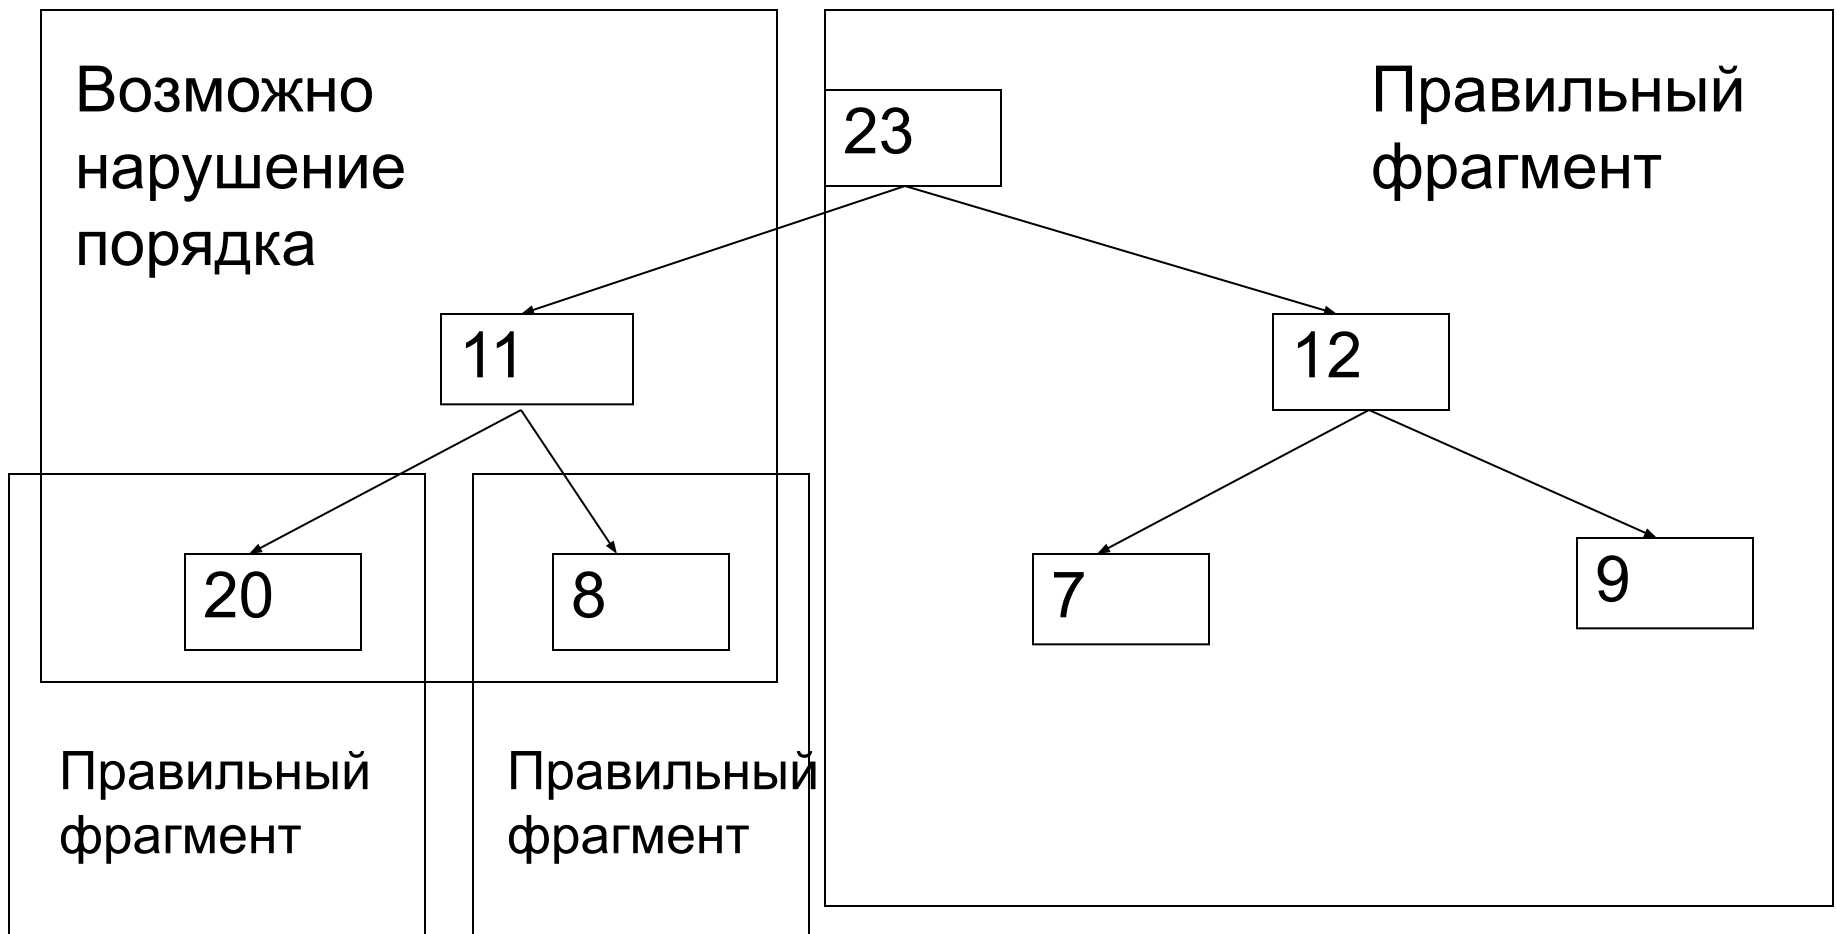 Возможно
нарушение
порядка
Правильный
фрагмент
23
11
12
20
8
7
9
Правильный
фрагмент
Правильный
фрагмент